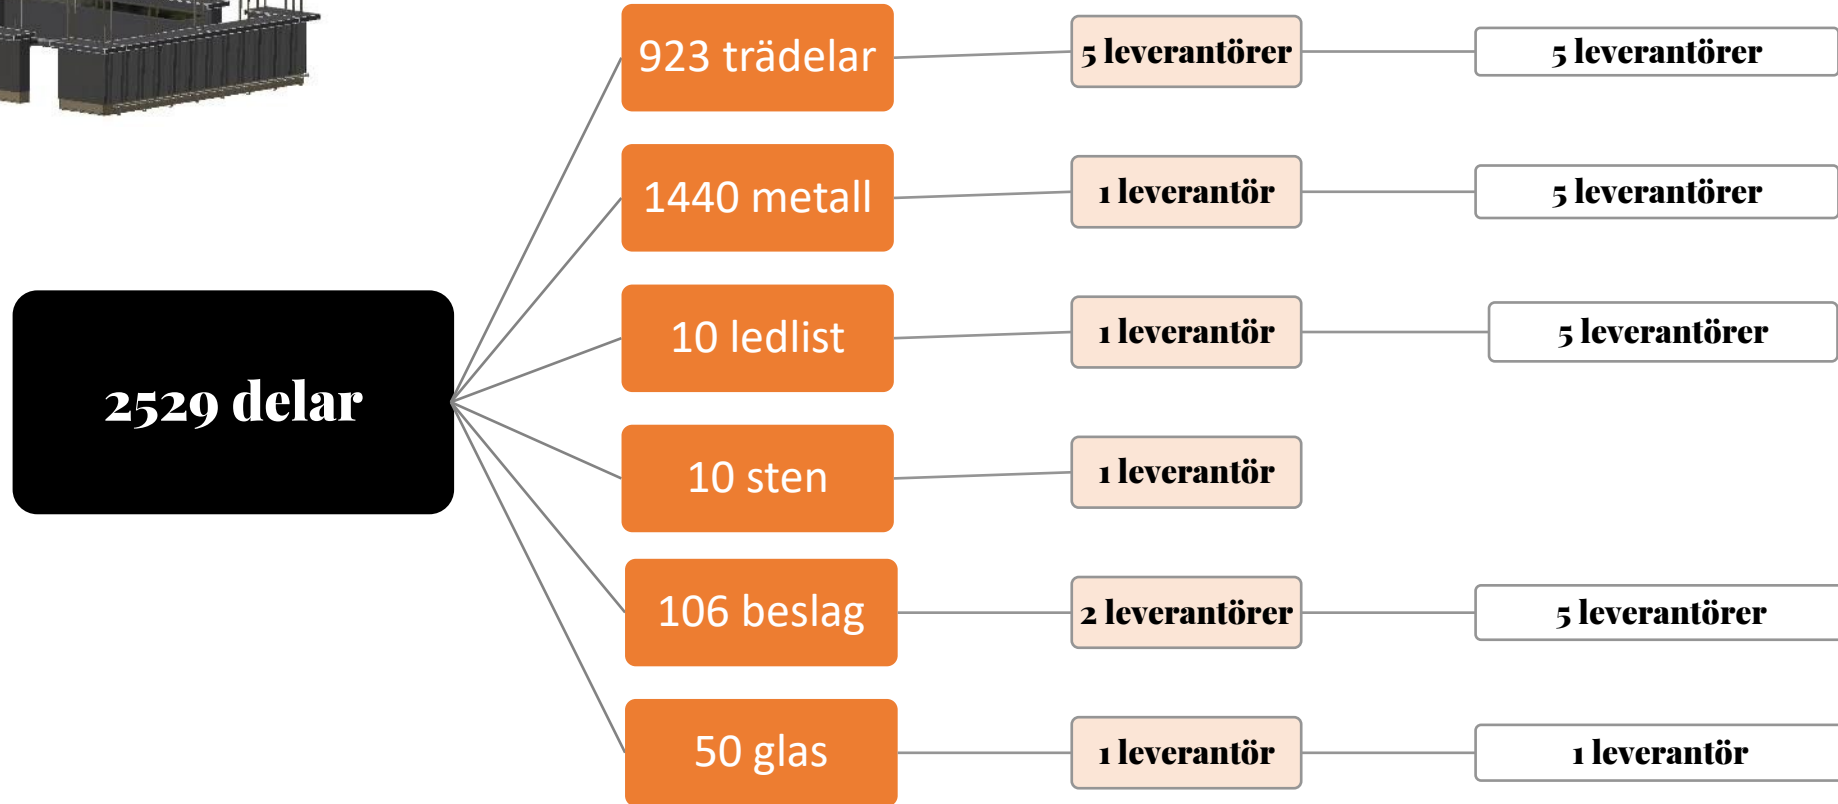 923 trädelar
5 leverantörer
5 leverantörer
1440 metall
1 leverantör
5 leverantörer
10 ledlist
1 leverantör
5 leverantörer
2529 delar
10 sten
1 leverantör
106 beslag
2 leverantörer
5 leverantörer
50 glas
1 leverantör
1 leverantör